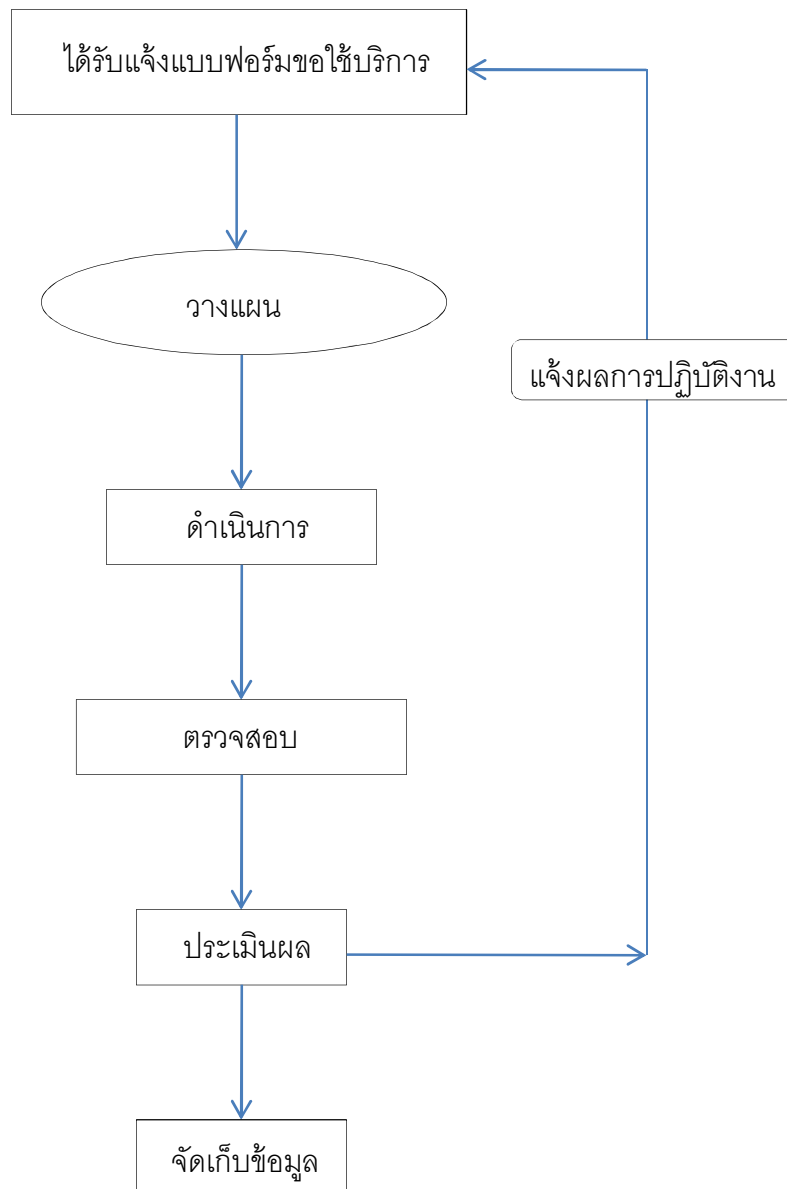 ได้รับแจ้งแบบฟอร์มขอใช้บริการ
วางแผน
แจ้งผลการปฏิบัติงาน
ดำเนินการ
ตรวจสอบ
ประเมินผล
จัดเก็บข้อมูล